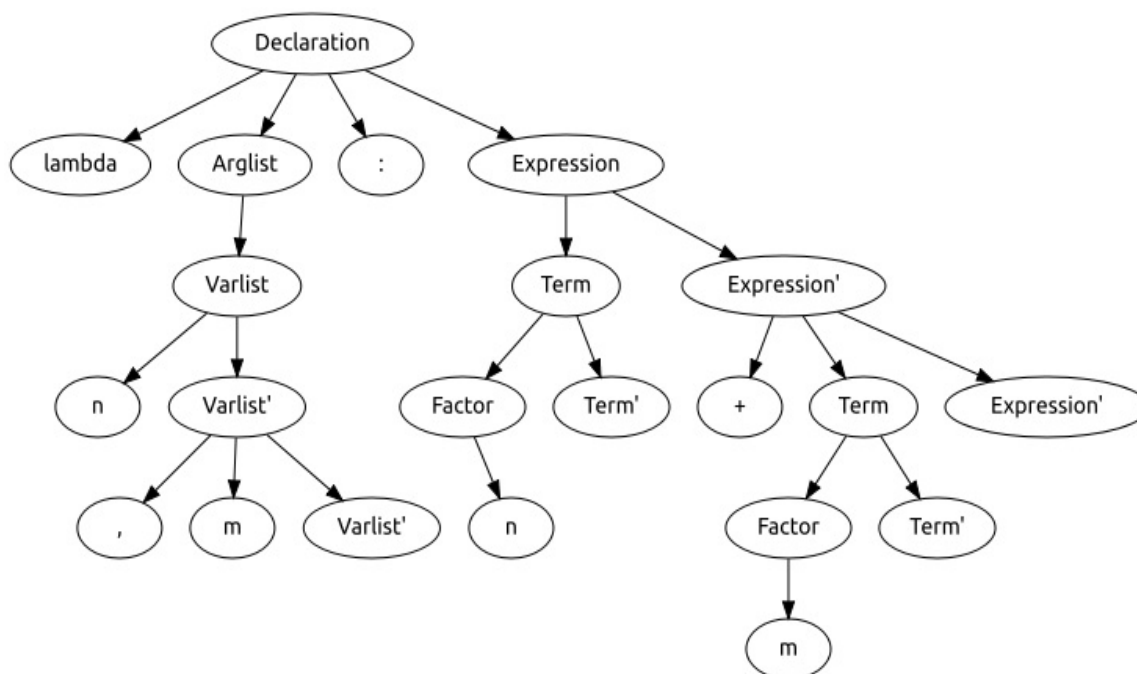 Declaration
lambda Arglist : Expression
Varlist Term Expression'
n Varlist' Factor Term' + Term Expression'
, m Varlist' n Factor Term'
m